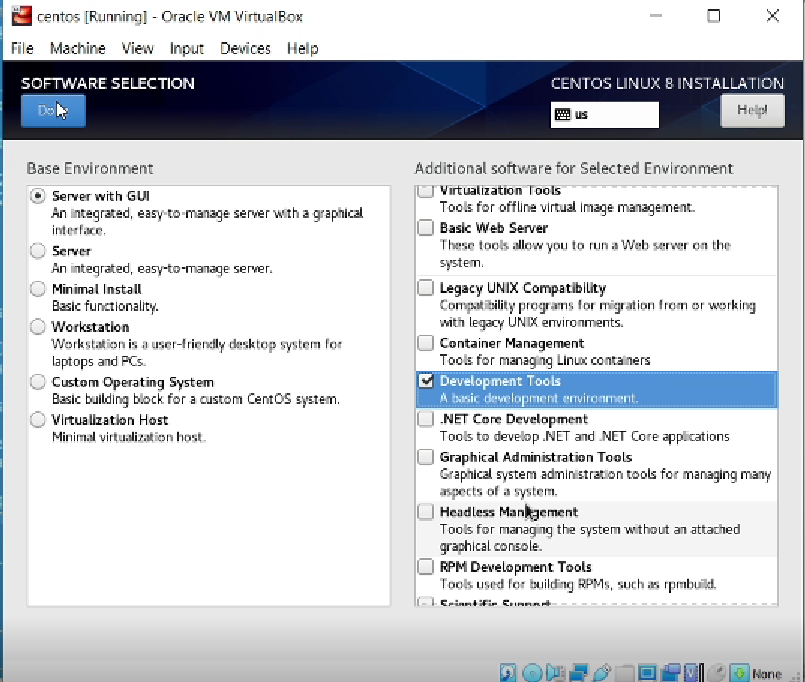 centos [Running] - Oracle VM VirtualBox
File Machine View Input Devices Help
SOFTWARE SELECTION
CENTOS LINUX 8 INSTALLATION
us
Help!
Base Environment
Server with GUI
An integrated, easy-to-manage server with a graphical
interface.
Server
An integrated, easy-to-manage server.
Minimal Install
Basic functionality.
Workstation
Workstation is a user-friendly desktop system for
laptops and PCs.
Custom Operating System
Basic building block for a custom CentOS system.
Virtualization Host
Minimal virtualization host.
Additional software for Selected Environment
Virtualization Tools
Tools for offline virtual image management.
Basic Web Server
These tools allow you to run a Web server on the
system.
Legacy UNIX Compatibility
Compatibility programs for migration from or working
with legacy UNIX environments.
Container Management
Tools for managing Linux containers
Development Tools
A basic development environment.
.NET Core Development
Tools to develop .NET and .NET Core applications
Graphical Administration Tools
Graphical system administration tools for managing many
aspects of a system.
Headless Management
Tools for managing the system without an attached
graphical console.
RPM Development Tools
Tools used for building RPMs, such as rpmbuild.
Scientific Support
None